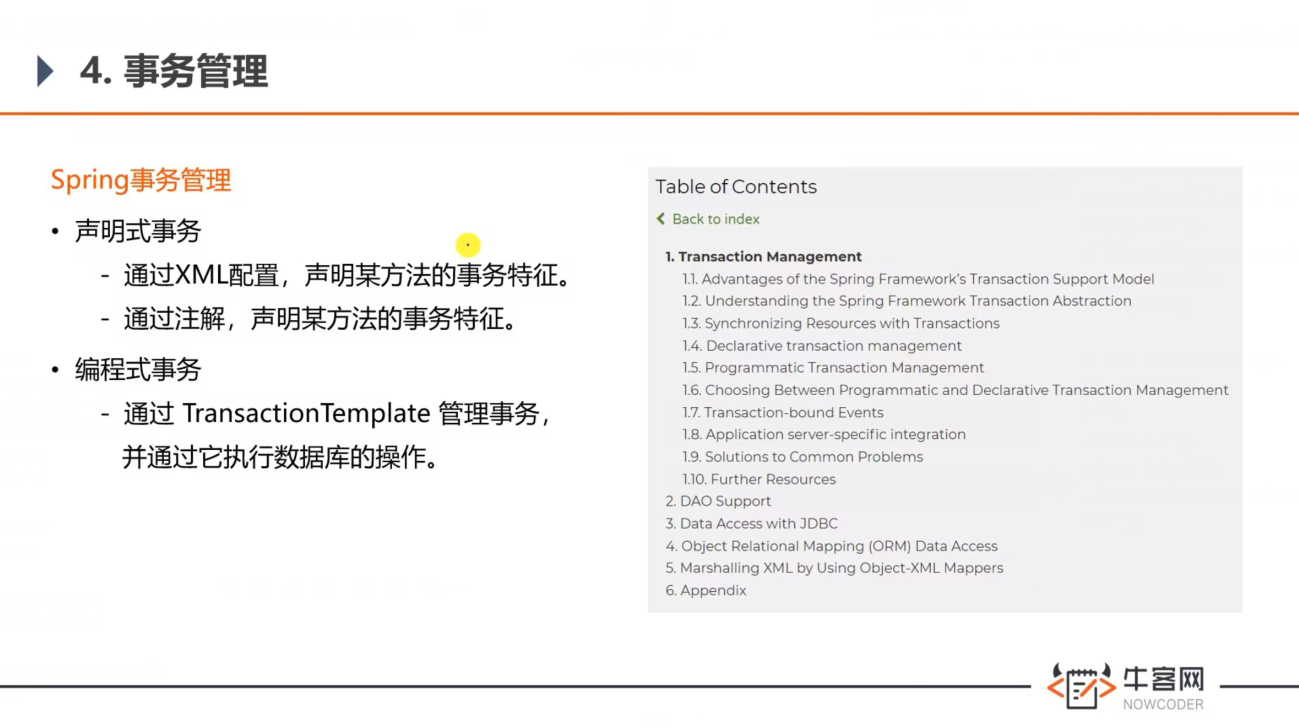 4. 事务管理
Spring事务管理
• 声明式事务
- 通过XML配置，声明某方法的事务特征。
- 通过注解，声明某方法的事务特征。
• 编程式事务
- 通过 TransactionTemplate 管理事务，
并通过它执行数据库的操作。
Table of Contents
Back to index
1. Transaction Management
1.1. Advantages of the Spring Framework’s Transaction Support Model
1.2. Understanding the Spring Framework Transaction Abstraction
1.3. Synchronizing Resources with Transactions
1.4. Declarative transaction management
1.5. Programmatic Transaction Management
1.6. Choosing Between Programmatic and Declarative Transaction Management
1.7. Transaction-bound Events
1.8. Application server-specific integration
1.9. Solutions to Common Problems
1.10. Further Resources
2. DAO Support
3. Data Access with JDBC
4. Object Relational Mapping (ORM) Data Access
5. Marshalling XML by Using Object-XML Mappers
6. Appendix
牛客网
NOWCODER